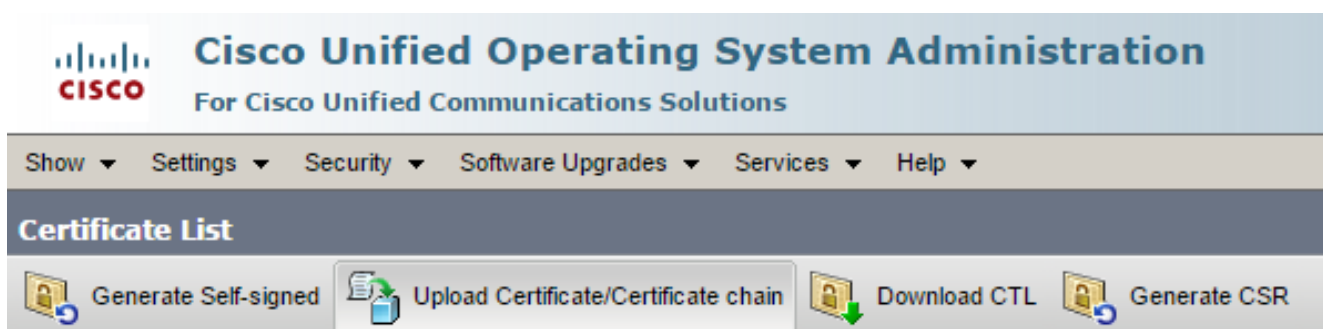 Cisco Unified Operating System Administration
CISCO
For Cisco Unified Communications Solutions
Show Settings Security Software Upgrades Services Help
Certificate List
Generate Self-signed Upload Certificate/Certificate chain Download CTL Generate CSR